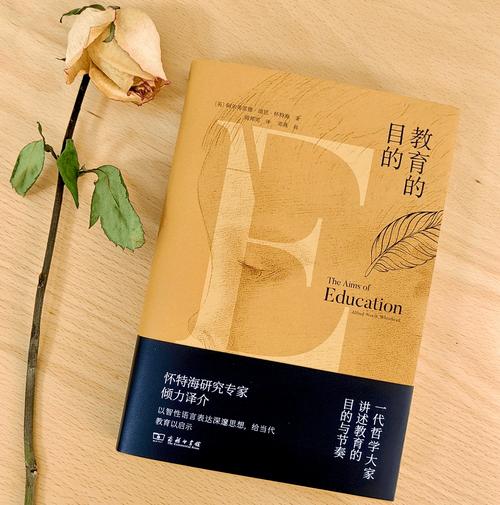 [英]阿尔弗雷德·诺思·怀特海 著
译
教育的
目的
The Aims of
Education
Alfred North Whitehead
怀特海研究专家
倾力译介
以智性语言表达深邃思想，给当代
教育以启示
商务印书馆
一代哲学大家
讲述教育的
目的与节奏